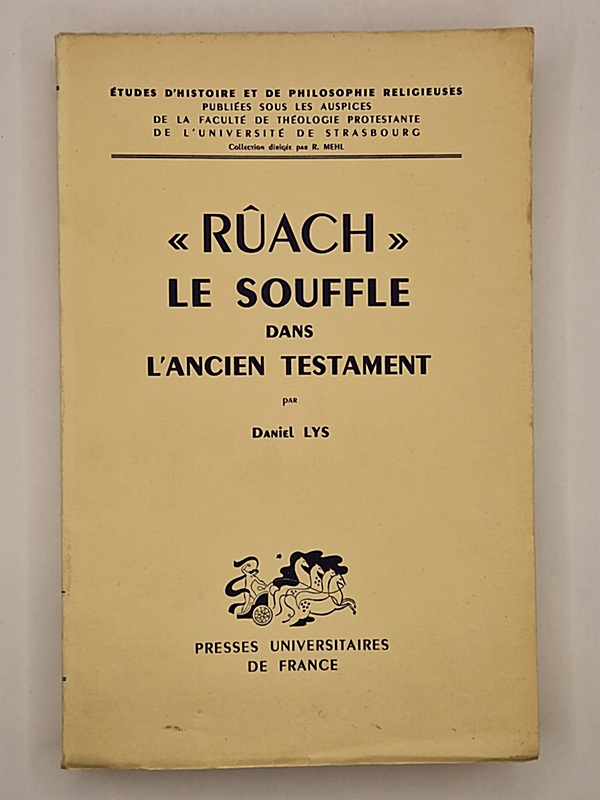 ÉTUDES D'HISTOIRE ET DE PHILOSOPHIE RELIGIEUSES
PUBLIÉES SOUS LES AUSPICES
DE LA FACULTÉ DE THÉOLOGIE PROTESTANTE
DE L'UNIVERSITÉ DE STRASBOURG
Collection dirigée par R. MEHL
« RÛACH »
LE SOUFFLE
DANS
L'ANCIEN TESTAMENT
par
Daniel LYS
PRESSES UNIVERSITAIRES
DE FRANCE